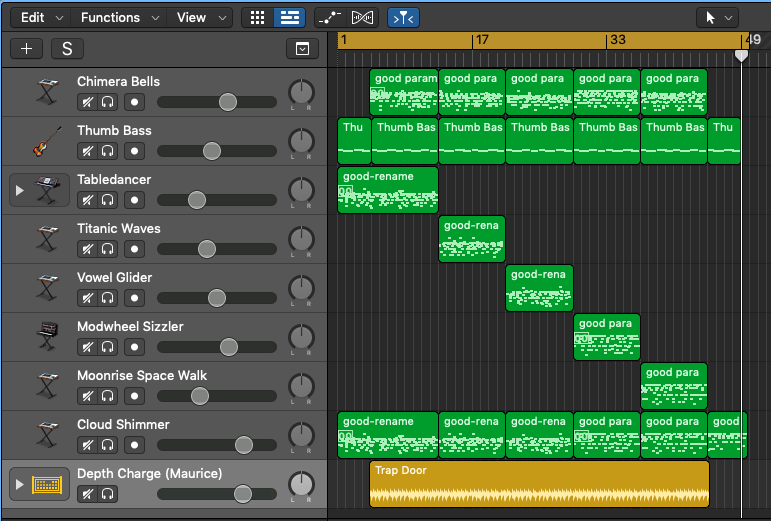 Edit Functions View
S
1 17 33 49
Chimera Bells
good param good para good para good para good para
L R
Thumb Bass
Thu Thumb Bas Thumb Bas Thumb Bas Thumb Bas Thumb Bas Thu
L R
Tabledancer
good-rename
L R
Titanic Waves
good-rena
L R
Vowel Glider
good-rena
L R
Modwheel Sizzler
good para
L R
Moonrise Space Walk
good para
L R
Cloud Shimmer
good-rename good-rena good-rena good para good para good
L R
Depth Charge (Maurice)
Trap Door
L R